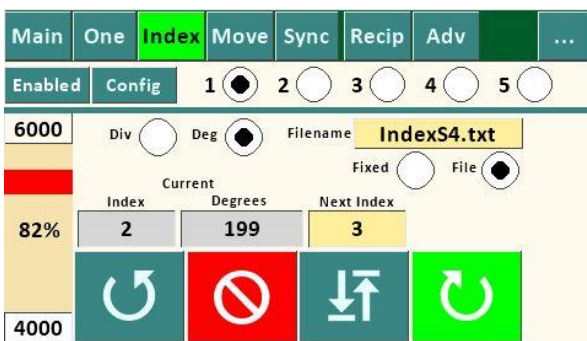 Main One Index Move Sync Recip Adv ...
Enabled Config 1 2 3 4 5
6000 Div Deg Filename IndexS4.txt
Fixed File
Current
Index Degrees Next Index
82% 2 199 3
4000